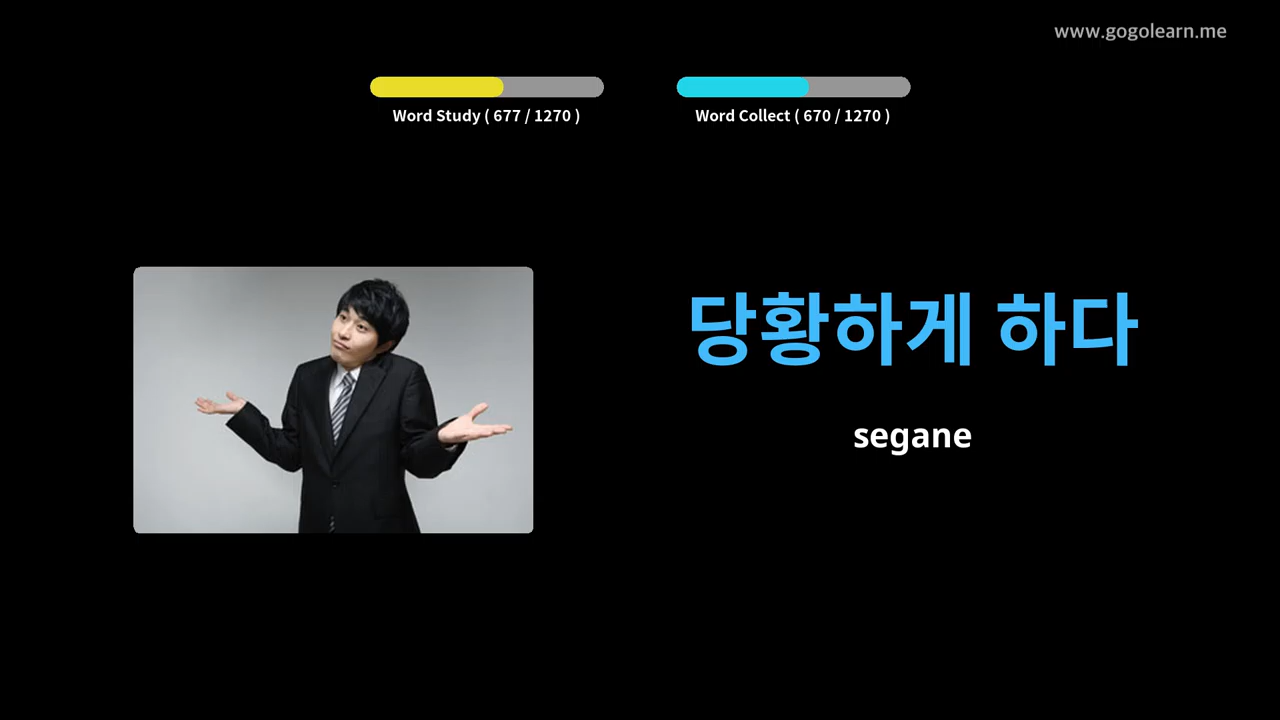 www.gogolearn.me
Word Study ( 677 / 1270 )
Word Collect ( 670 / 1270 )
당황하게 하다
segane